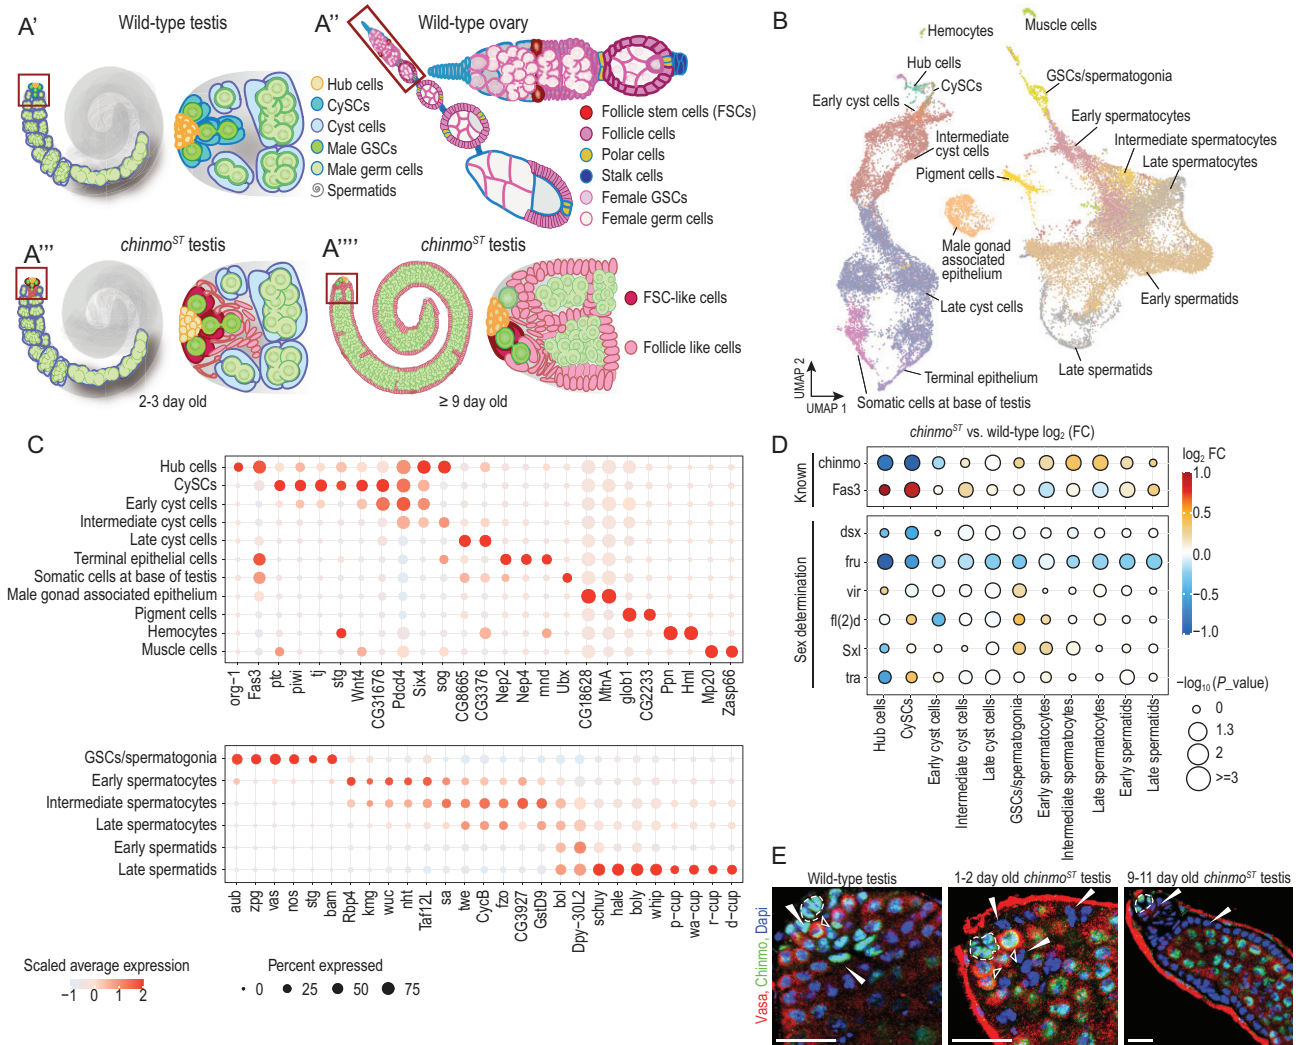 A'
Wild-type testis
Hub cells
CySCs
Cyst cells
Male GSCs
Male germ cells
Spermatids
A''
Wild-type ovary
Follicle stem cells (FSCs)
Follicle cells
Polar cells
Stalk cells
Female GSCs
Female germ cells
A'''
chinmoST testis
2-3 day old
A''''
chinmoST testis
≥ 9 day old
FSC-like cells
Follicle like cells
B
Muscle cells
Hemocytes
Hub cells
CySCs
Early cyst cells
GSCs/spermatogonia
Early spermatocytes
Intermediate
cyst cells
Intermediate spermatocytes
Late spermatocytes
Pigment cells
Male gonad
associated
epithelium
Early spermatids
Late cyst cells
Late spermatids
Terminal epithelium
Somatic cells at base of testis
UMAP 2
UMAP 1
C
Hub cells
CySCs
Early cyst cells
Intermediate cyst cells
Late cyst cells
Terminal epithelial cells
Somatic cells at base of testis
Male gonad associated epithelium
Pigment cells
Hemocytes
Muscle cells
org-1
Fas3
ptc
piwi
tj
stg
Wnt4
CG31676
Pdcd4
Six4
sog
CG8665
CG3376
Nep2
Nep4
mnd
Ubx
CG18628
MtnA
glob1
CG2233
Ppn
Hml
Mp20
Zasp66
GSCs/spermatogonia
Early spermatocytes
Intermediate spermatocytes
Late spermatocytes
Early spermatids
Late spermatids
aub
zpg
vas
nos
stg
bam
Rbp4
kmg
wuc
nht
Taf12L
sa
twe
CycB
fzo
CG3927
GstD9
bol
Dpy-30L2
schuy
hale
boly
whip
p-cup
wa-cup
r-cup
d-cup
Scaled average expression
−1 0 1 2
Percent expressed
0 25 50 75
D
chinmoST vs. wild-type log2 (FC)
Known
chinmo
Fas3
Sex determination
dsx
fru
vir
fl(2)d
Sxl
tra
Hub cells
CySCs
Early cyst cells
Intermediate cyst cells
Late cyst cells
GSCs/spermatogonia
Early spermatocytes
Intermediate spermatocytes
Late spermatocytes
Early spermatids
Late spermatids
log2 FC
1.0
0.5
0.0
−0.5
−1.0
−log10 (P_value)
0
1.3
2
>=3
E
Wild-type testis
1-2 day old chinmoST testis
9-11 day old chinmoST testis
Vasa, Chinmo, Dapi